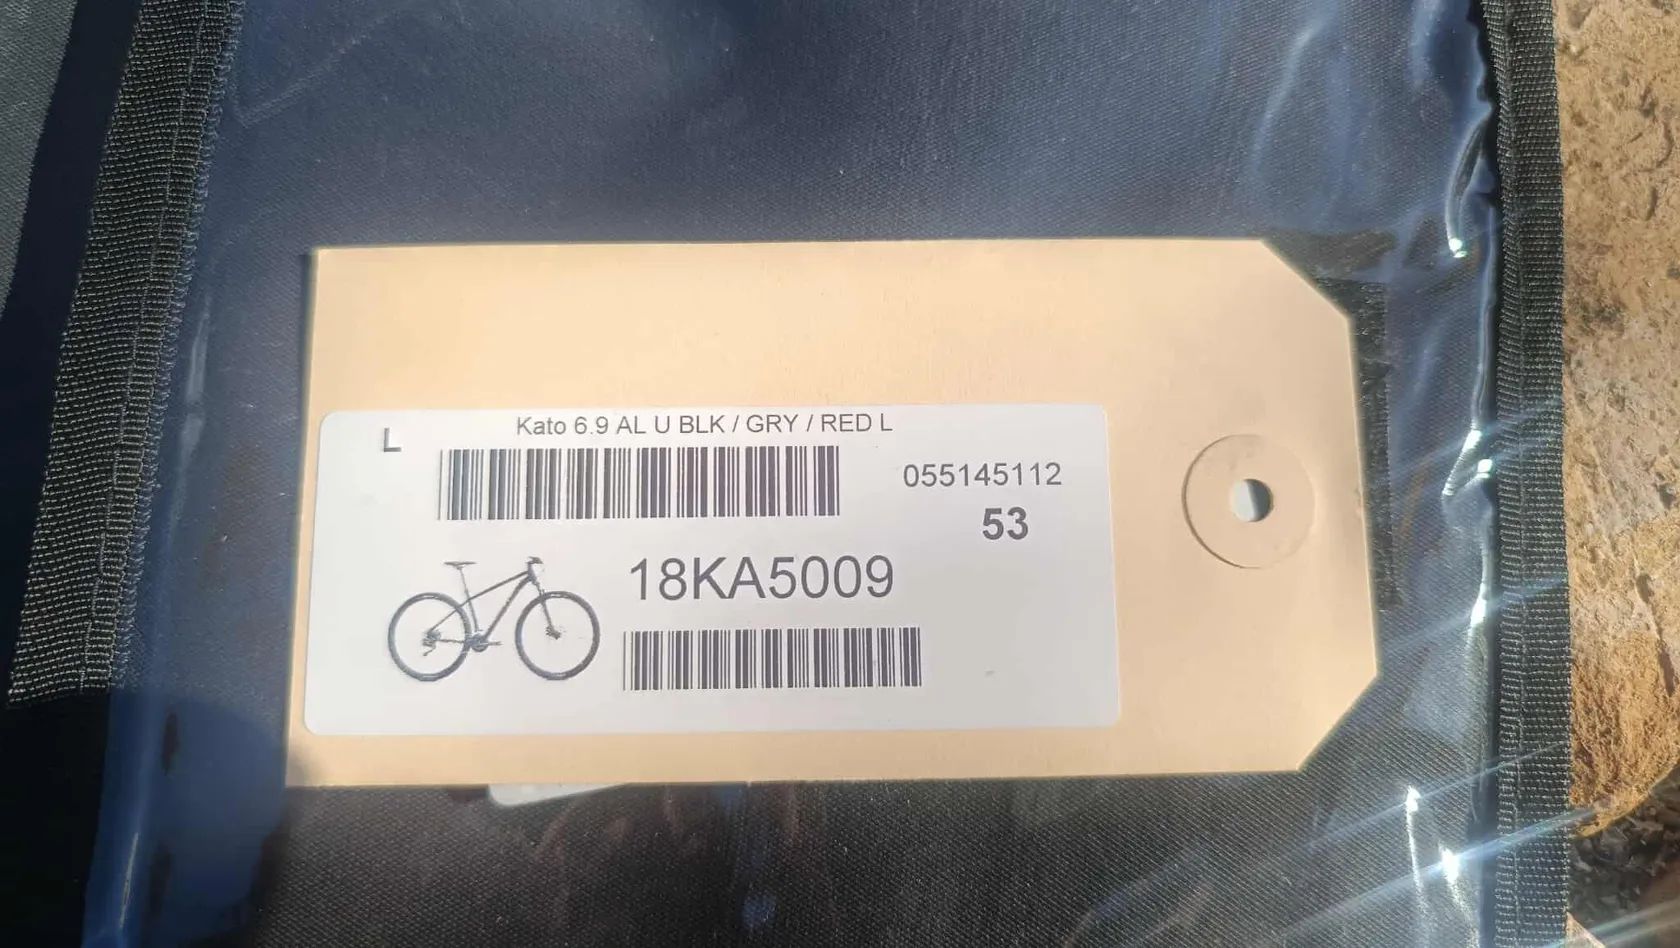 Kato 6.9 AL U BLK / GRY / RED L
L
055145112
53
18KA5009